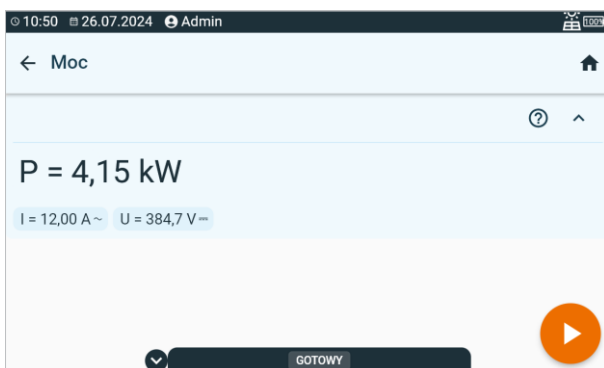 10:50 26.07.2024 Admin 100%
Moc
P = 4,15 kW
I = 12,00 A ~ U = 384,7 V ⎓
GOTOWY